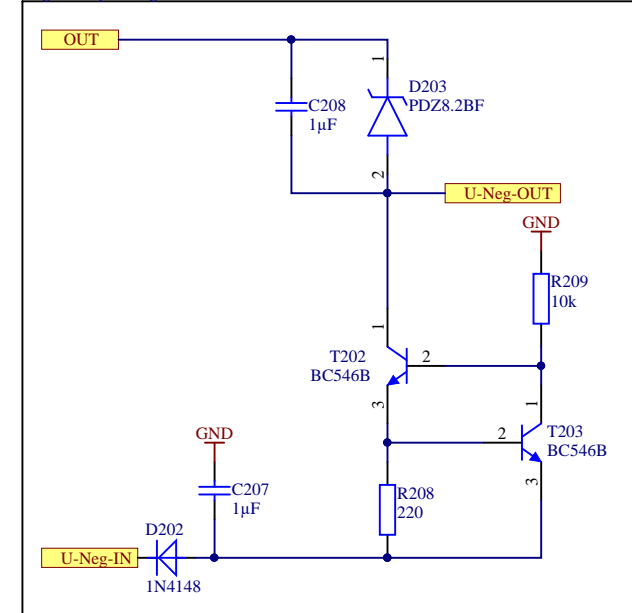 OUT
1
D203
PDZ8.2BF
C208
1µF
2
U-Neg-OUT
GND
R209
10k
1
T202
BC546B
2
3
1
2
T203
BC546B
3
GND
C207
1µF
R208
220
D202
U-Neg-IN
1N4148